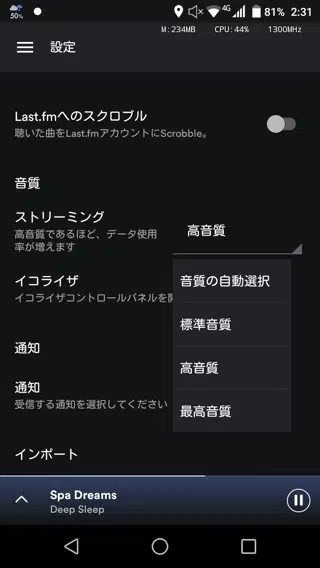 50%
4G
81% 2:31
M: 234MB CPU: 44% 1300MHz
設定
Last.fmへのスクロブル
聴いた曲をLast.fmアカウントにScrobble。
音質
ストリーミング
高音質であるほど、データ使用
率が増えます
高音質
音質の自動選択
標準音質
高音質
最高音質
イコライザ
イコライザコントロールパネルを開
通知
通知
受信する通知を選択してください
インポート
Spa Dreams
Deep Sleep